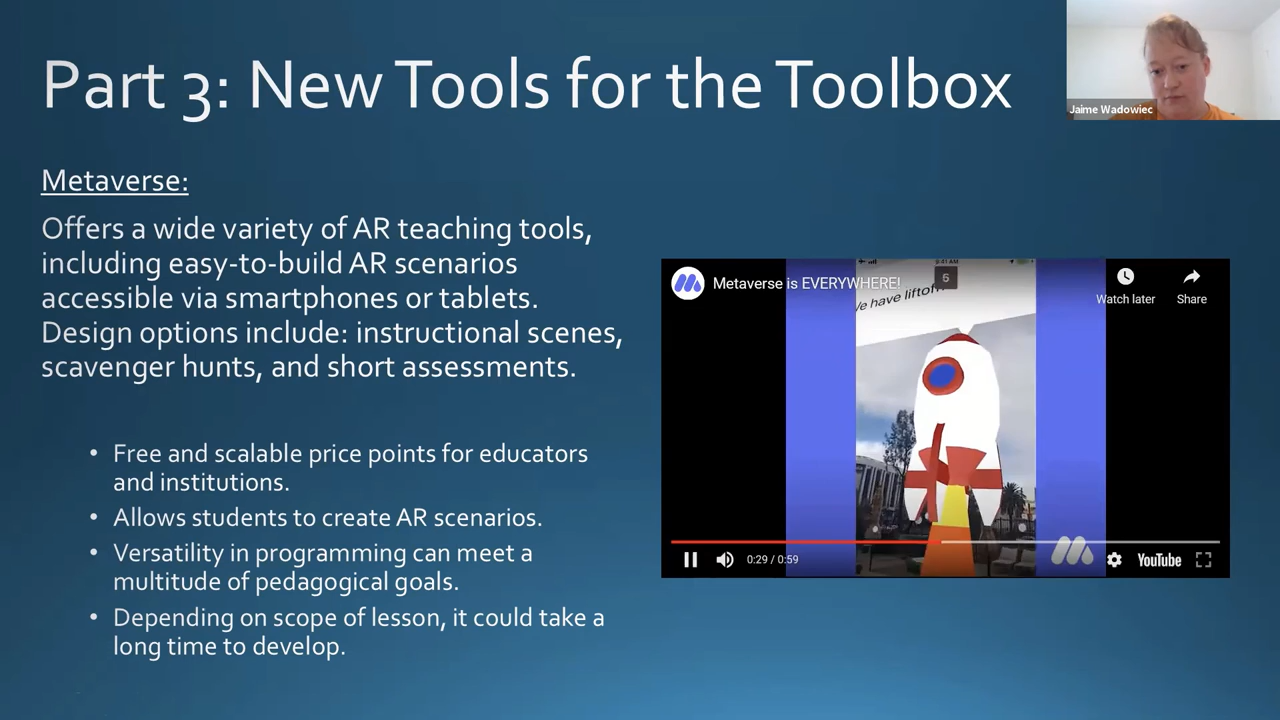 Part 3: New Tools for the Toolbox
Jaime Wadowiec
Metaverse:
Offers a wide variety of AR teaching tools,
including easy-to-build AR scenarios
accessible via smartphones or tablets.
Design options include: instructional scenes,
scavenger hunts, and short assessments.
• Free and scalable price points for educators
and institutions.
• Allows students to create AR scenarios.
• Versatility in programming can meet a
multitude of pedagogical goals.
• Depending on scope of lesson, it could take a
long time to develop.
Metaverse is EVERYWHERE!
6
have liftoff
Watch later
Share
0:29 / 0:59
YouTube